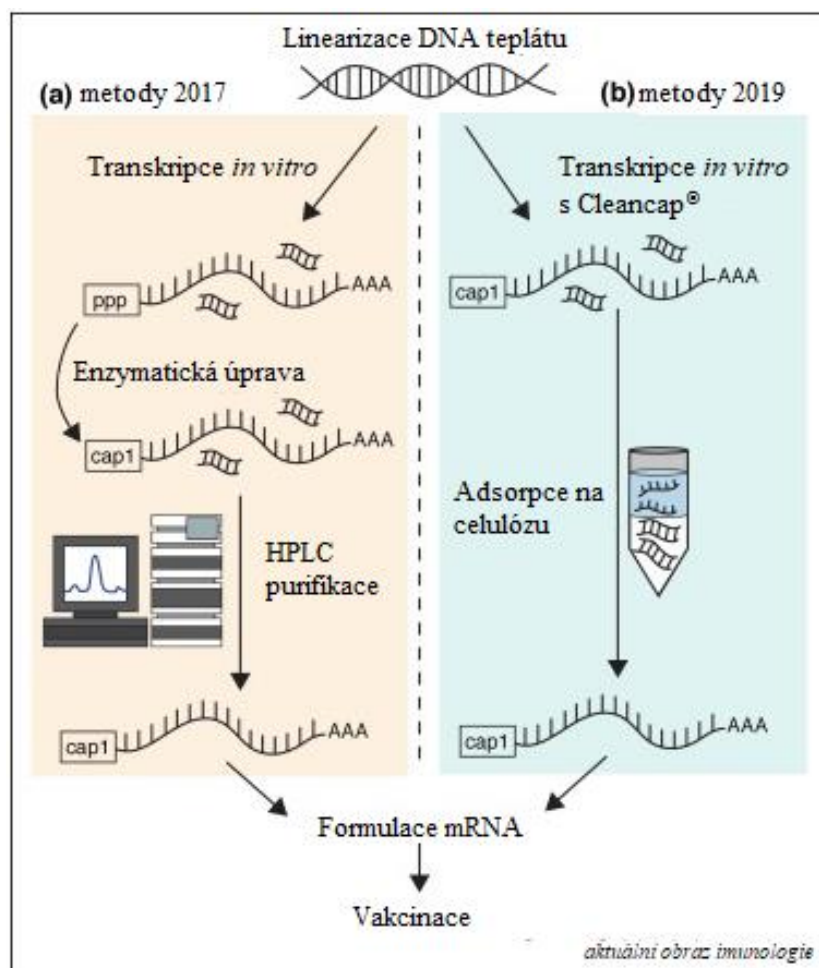 Linearizace DNA teplátu
(a) metody 2017
(b) metody 2019
Transkripce in vitro
ppp
AAA
Enzymatická úprava
cap1
AAA
HPLC
purifikace
cap1
AAA
Transkripce in vitro
s Cleancap®
cap1
AAA
Adsorpce na
celulózu
cap1
AAA
Formulace mRNA
Vakcinace
aktuální obraz imunologie